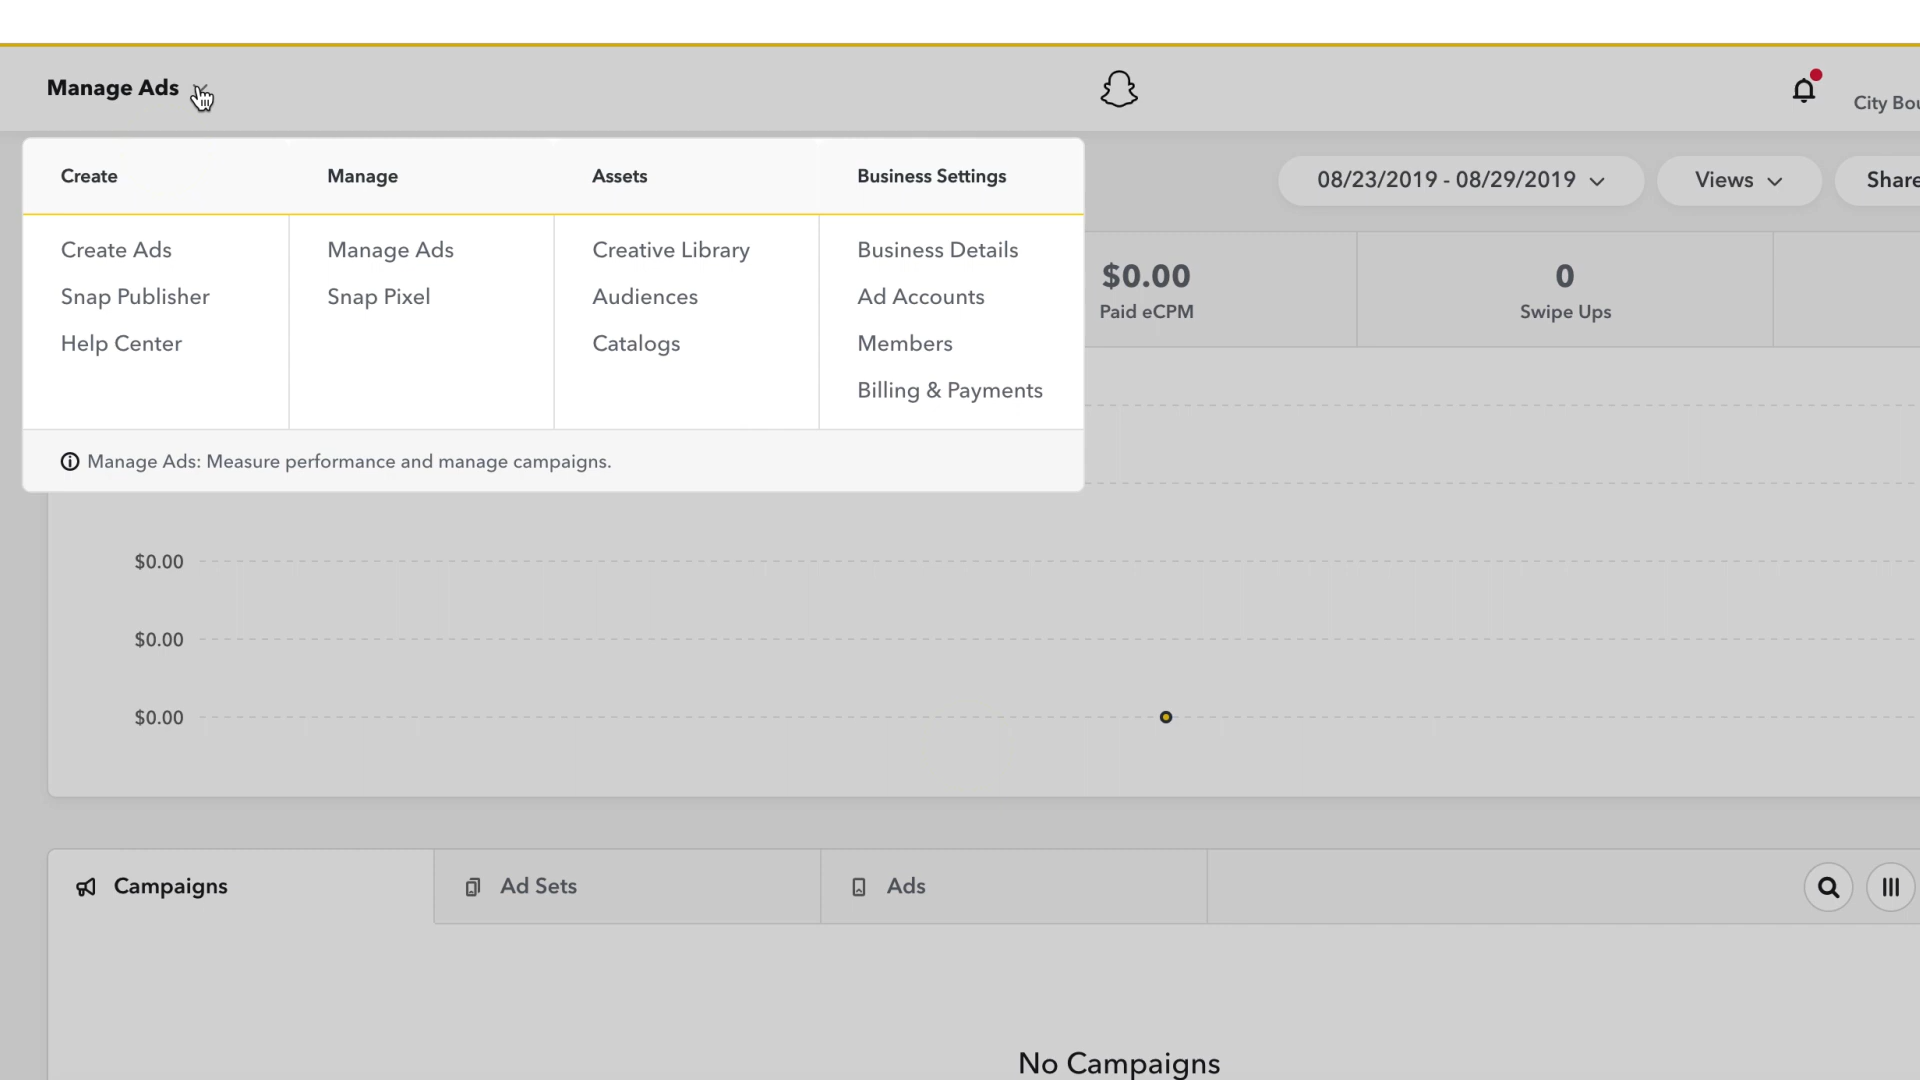 Manage Ads
City Bou
Create
Manage
Assets
Business Settings
Create Ads
Snap Publisher
Help Center
Manage Ads
Snap Pixel
Creative Library
Audiences
Catalogs
Business Details
Ad Accounts
Members
Billing & Payments
Manage Ads: Measure performance and manage campaigns.
08/23/2019 - 08/29/2019
Views
Share
$0.00
Paid eCPM
0
Swipe Ups
$0.00
$0.00
$0.00
Campaigns
Ad Sets
Ads
No Campaigns